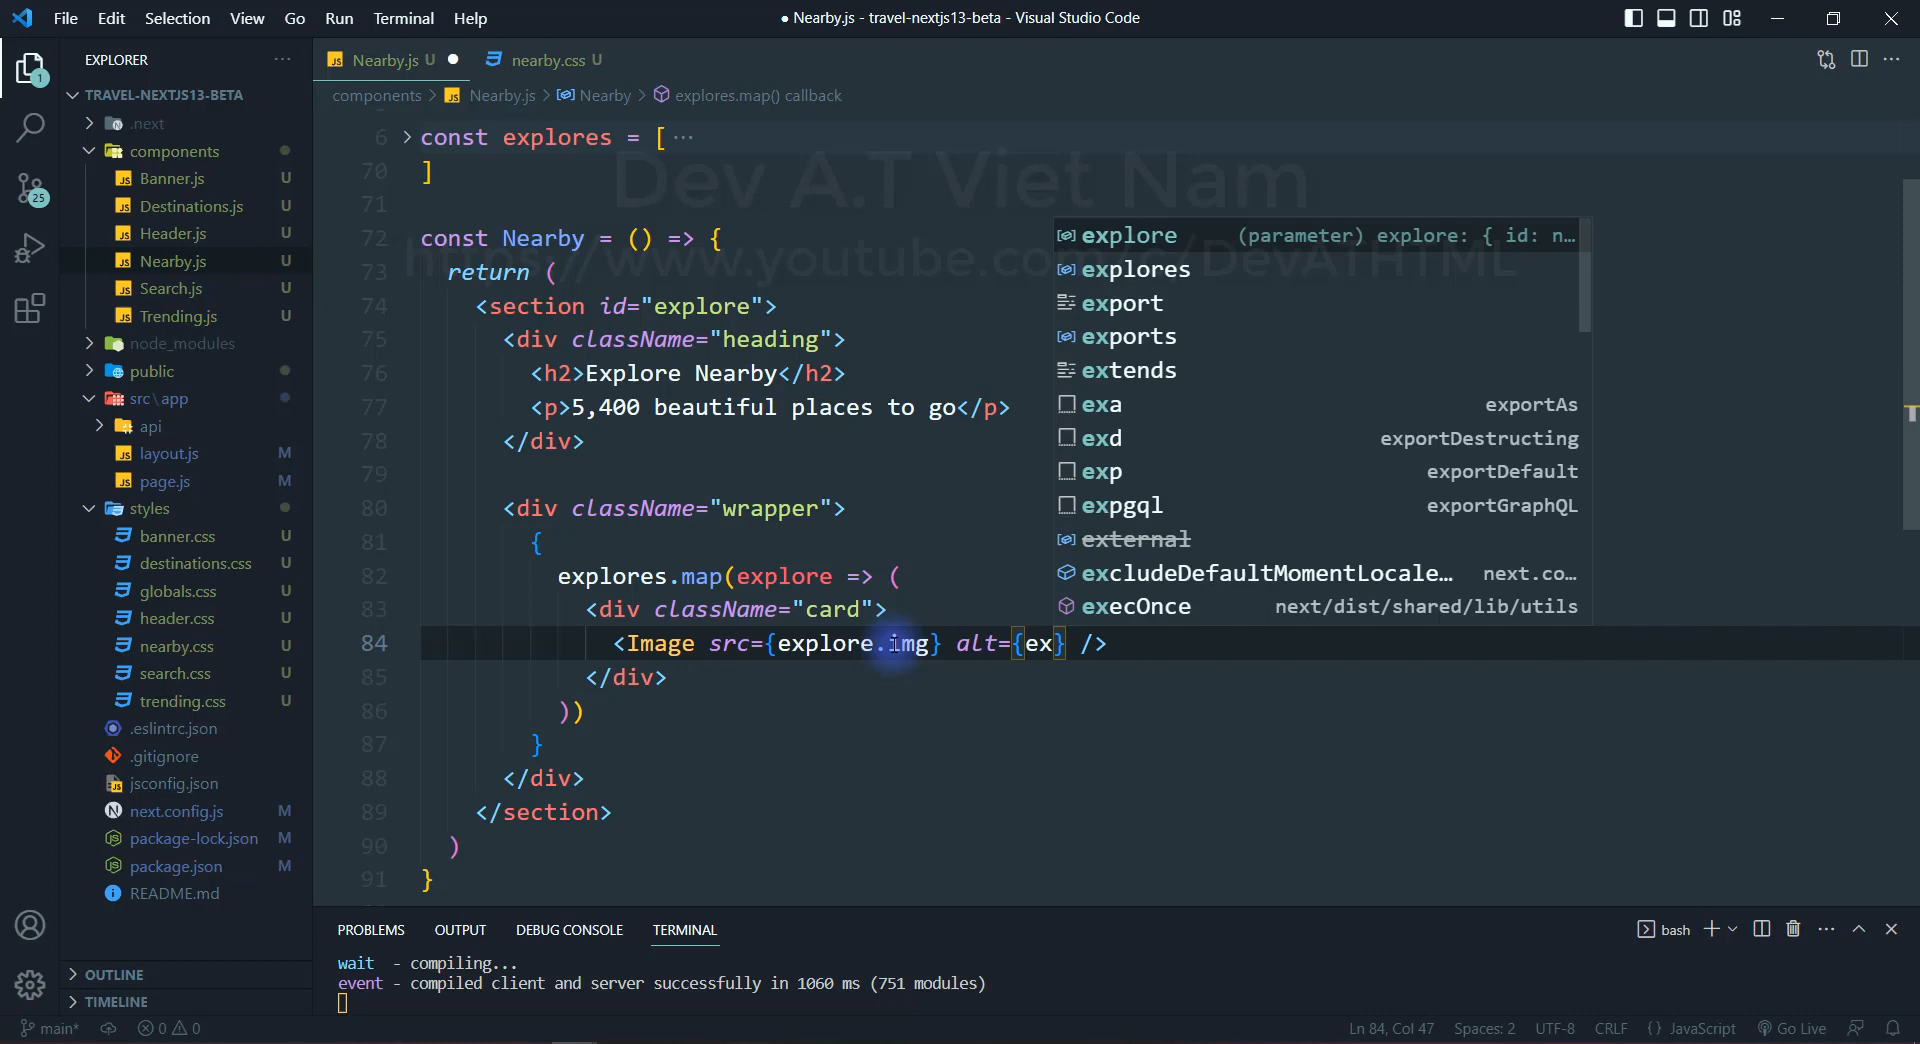 File Edit Selection View Go Run Terminal Help
● Nearby.js - travel-nextjs13-beta - Visual Studio Code
EXPLORER
TRAVEL-NEXTJS13-BETA
.next
components
Banner.js U
Destinations.js U
Header.js U
Nearby.js U
Search.js U
Trending.js U
node_modules
public
src\app
api
layout.js M
page.js M
styles
banner.css U
destinations.css U
globals.css U
header.css U
nearby.css U
search.css U
trending.css U
.eslintrc.json
.gitignore
jsconfig.json
next.config.js M
package-lock.json M
package.json M
README.md
OUTLINE
TIMELINE
1
25
Nearby.js U
nearby.css U
components > Nearby.js > Nearby > explores.map() callback
6 const explores = [ ···
70 ]
71
72 const Nearby = () => {
73 return (
74 <section id="explore">
75 <div className="heading">
76 <h2>Explore Nearby</h2>
77 <p>5,400 beautiful places to go</p>
78 </div>
79
80 <div className="wrapper">
81 {
82 explores.map(explore => (
83 <div className="card">
84 <Image src={explore.img} alt={ex} />
85 </div>
86 ))
87 }
88 </div>
89 </section>
90 )
91 }
Dev A.T Viet Nam
https://www.youtube.com/c/DevATHTML
explore (parameter) explore: { id: n…
explores
export
exports
extends
exa exportAs
exd exportDestructing
exp exportDefault
expgql exportGraphQL
external
excludeDefaultMomentLocale… next.co…
execOnce next/dist/shared/lib/utils
PROBLEMS OUTPUT DEBUG CONSOLE TERMINAL
bash
wait - compiling...
event - compiled client and server successfully in 1060 ms (751 modules)
main* 0 0
Ln 84, Col 47 Spaces: 2 UTF-8 CRLF {} JavaScript Go Live